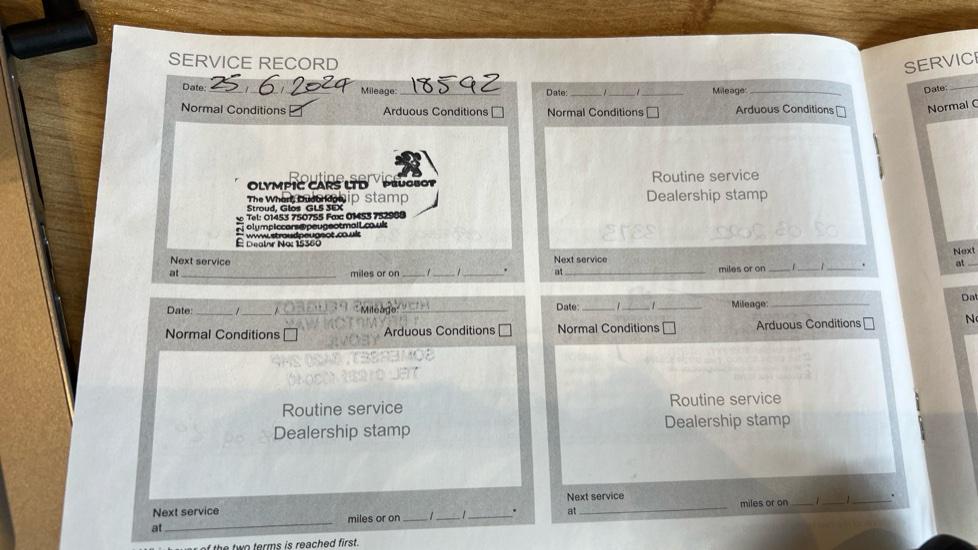 SERVICE RECORD
Date: 25 / 6 / 2024 Mileage: 18592
Normal Conditions Arduous Conditions
Routine service
Dealership stamp
PEUGEOT
OLYMPIC CARS LTD
The Wharf, Dudbridge,
Stroud, Glos GL5 3EX
Tel: 01453 750755 Fax: 01453 752988
olympiccars@peugeotmail.co.uk
www.stroudpeugeot.co.uk
Dealer No: 15360
Next service
at miles or on / / *
Date: / / Mileage:
Normal Conditions Arduous Conditions
Routine service
Dealership stamp
Next service
at miles or on / / *
Date: / / Mileage:
Normal Conditions Arduous Conditions
Routine service
Dealership stamp
Next service
at miles or on / / *
Date: / / Mileage:
Normal Conditions Arduous Conditions
Routine service
Dealership stamp
Next service
at miles or on / / *
of the two terms is reached first.
SERVICE
Date:
Normal
Next
at